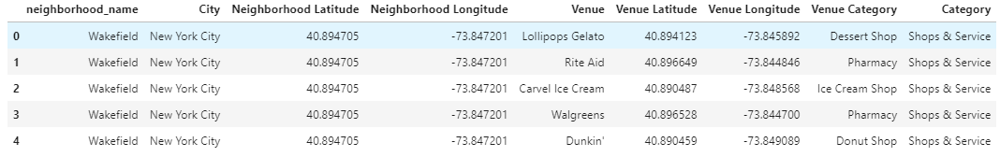 neighborhood_name City Neighborhood Latitude Neighborhood Longitude Venue Venue Latitude Venue Longitude Venue Category Category
0 Wakefield New York City 40.894705 -73.847201 Lollipops Gelato 40.894123 -73.845892 Dessert Shop Shops & Service
1 Wakefield New York City 40.894705 -73.847201 Rite Aid 40.896649 -73.844846 Pharmacy Shops & Service
2 Wakefield New York City 40.894705 -73.847201 Carvel Ice Cream 40.890487 -73.848568 Ice Cream Shop Shops & Service
3 Wakefield New York City 40.894705 -73.847201 Walgreens 40.896528 -73.844700 Pharmacy Shops & Service
4 Wakefield New York City 40.894705 -73.847201 Dunkin' 40.890459 -73.849089 Donut Shop Shops & Service